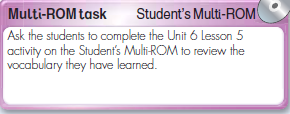 Multi-ROM task Student's Multi-ROM
Ask the students to complete the Unit 6 Lesson 5
activity on the Student's Multi-ROM to review the
vocabulary they have learned.